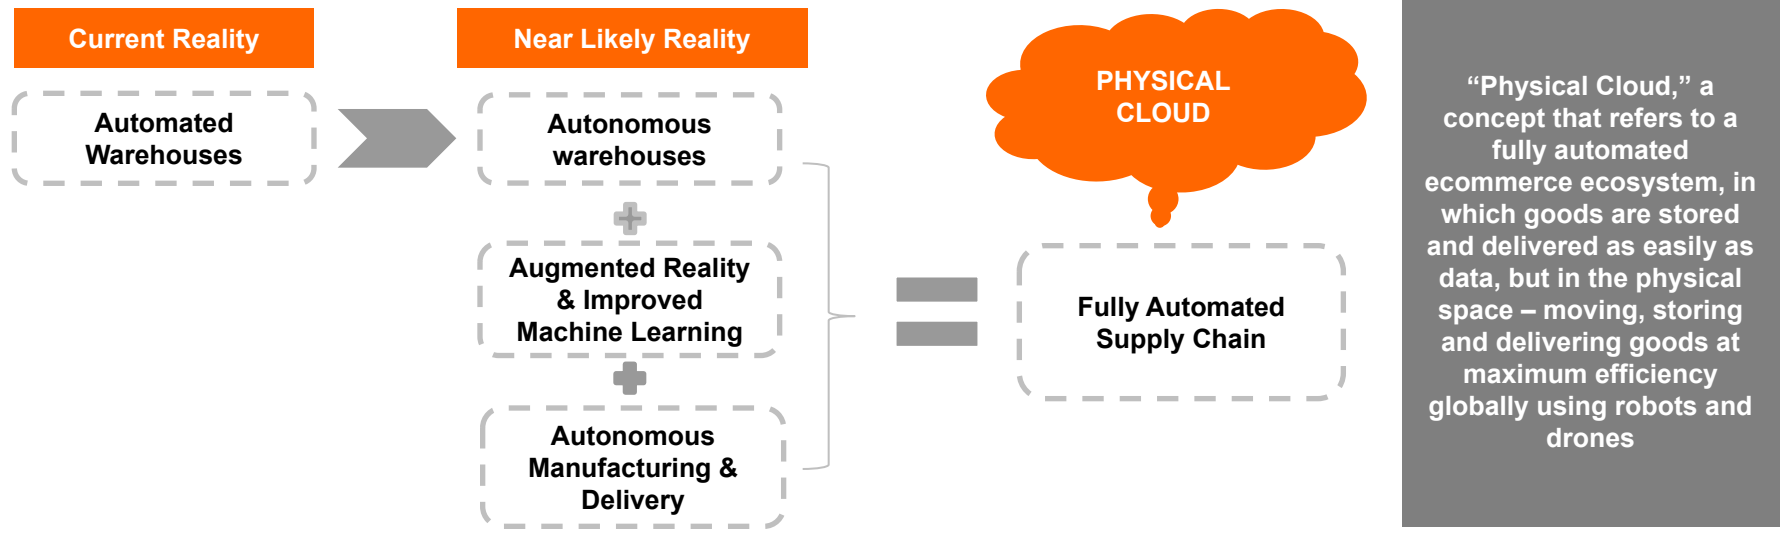 Current Reality
Near Likely Reality
Automated
Warehouses
Autonomous
warehouses
Augmented Reality
& Improved
Machine Learning
Autonomous
Manufacturing &
Delivery
PHYSICAL
CLOUD
Fully Automated
Supply Chain
“Physical Cloud,” a
concept that refers to a
fully automated
ecommerce ecosystem, in
which goods are stored
and delivered as easily as
data, but in the physical
space – moving, storing
and delivering goods at
maximum efficiency
globally using robots and
drones